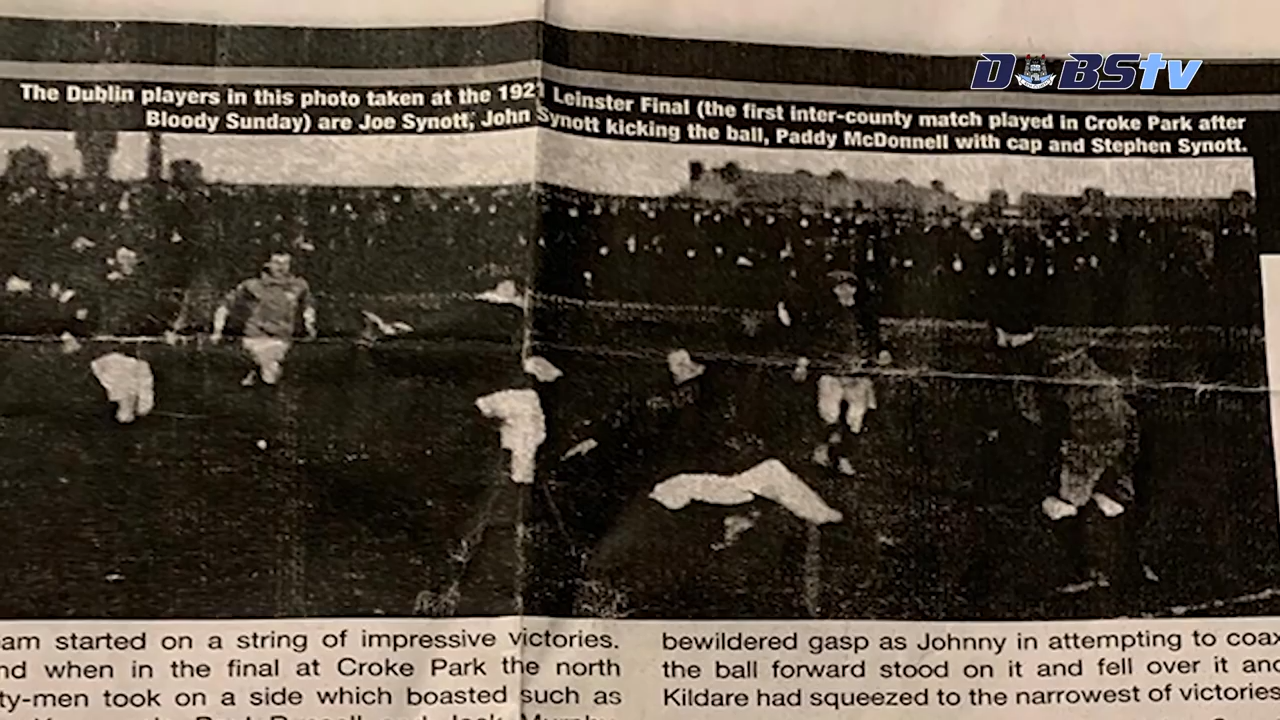 DUBSTV
The Dublin players in this photo taken at the 1921 Leinster Final (the first inter-county match played in Croke Park after
Bloody Sunday) are Joe Synott, John Synott kicking the ball, Paddy McDonnell with cap and Stephen Synott.
am started on a string of impressive victories.
nd when in the final at Croke Park the north
ty-men took on a side which boasted such as
bewildered gasp as Johnny in attempting to coax
the ball forward stood on it and fell over it and
Kildare had squeezed to the narrowest of victories